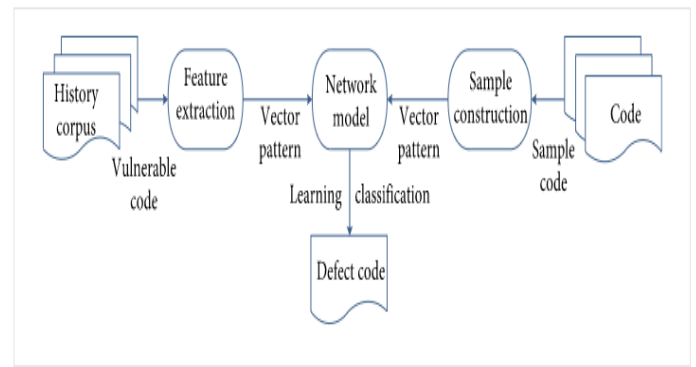 History
corpus
Vulnerable
code
Feature
extraction
Vector
pattern
Network
model
Vector
pattern
Sample
construction
Sample
code
Code
Learning classification
Defect code